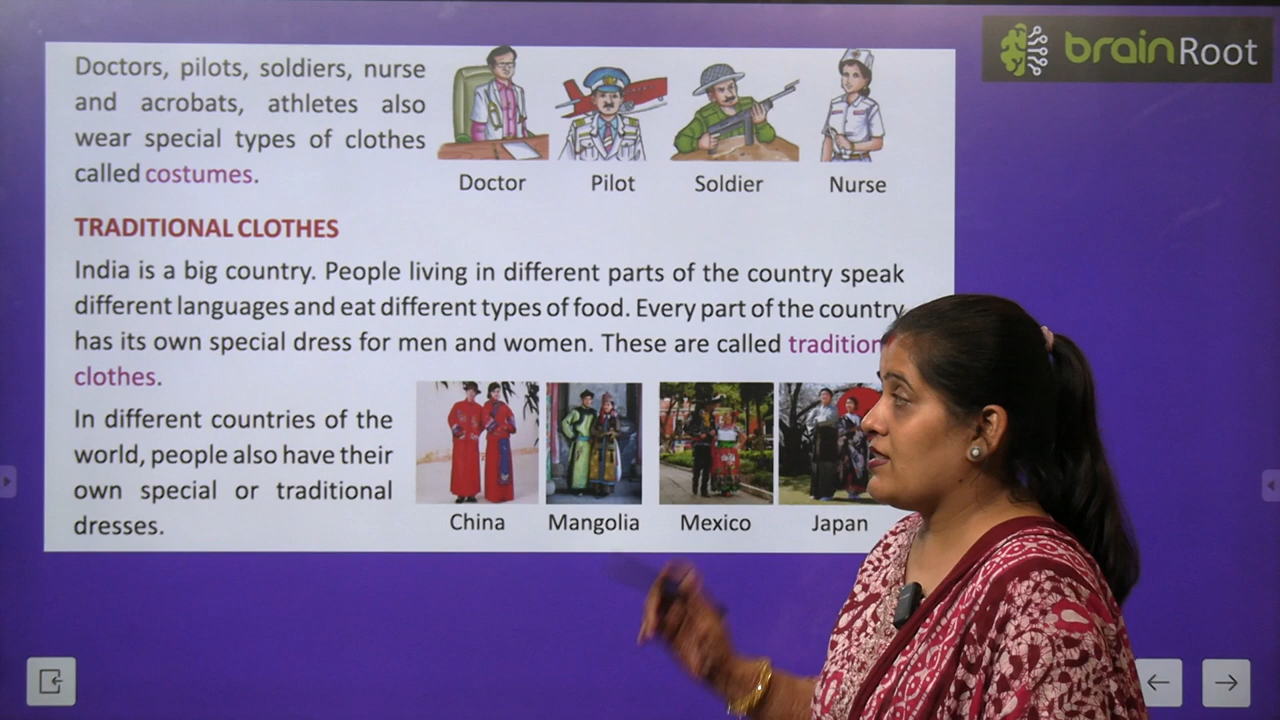 brainRoot
Doctors, pilots, soldiers, nurse
and acrobats, athletes also
wear special types of clothes
called costumes.
Doctor Pilot Soldier Nurse
TRADITIONAL CLOTHES
India is a big country. People living in different parts of the country speak
different languages and eat different types of food. Every part of the country
has its own special dress for men and women. These are called
clothes.
In different countries of the
world, people also have their
own special or traditional
dresses.
China Mangolia Mexico Japan